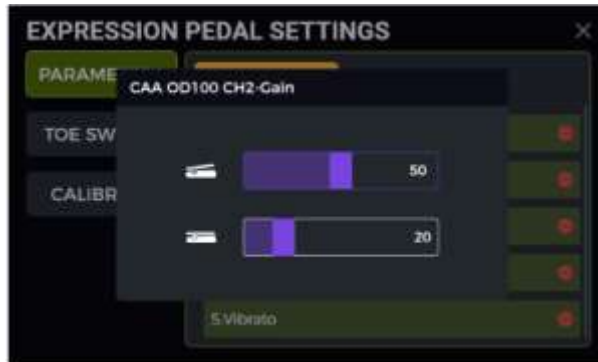 EXPRESSION PEDAL SETTINGS
PARAME
CAA OD100 CH2-Gain
TOE SW
50
CALIBR
20
5.Vibrato